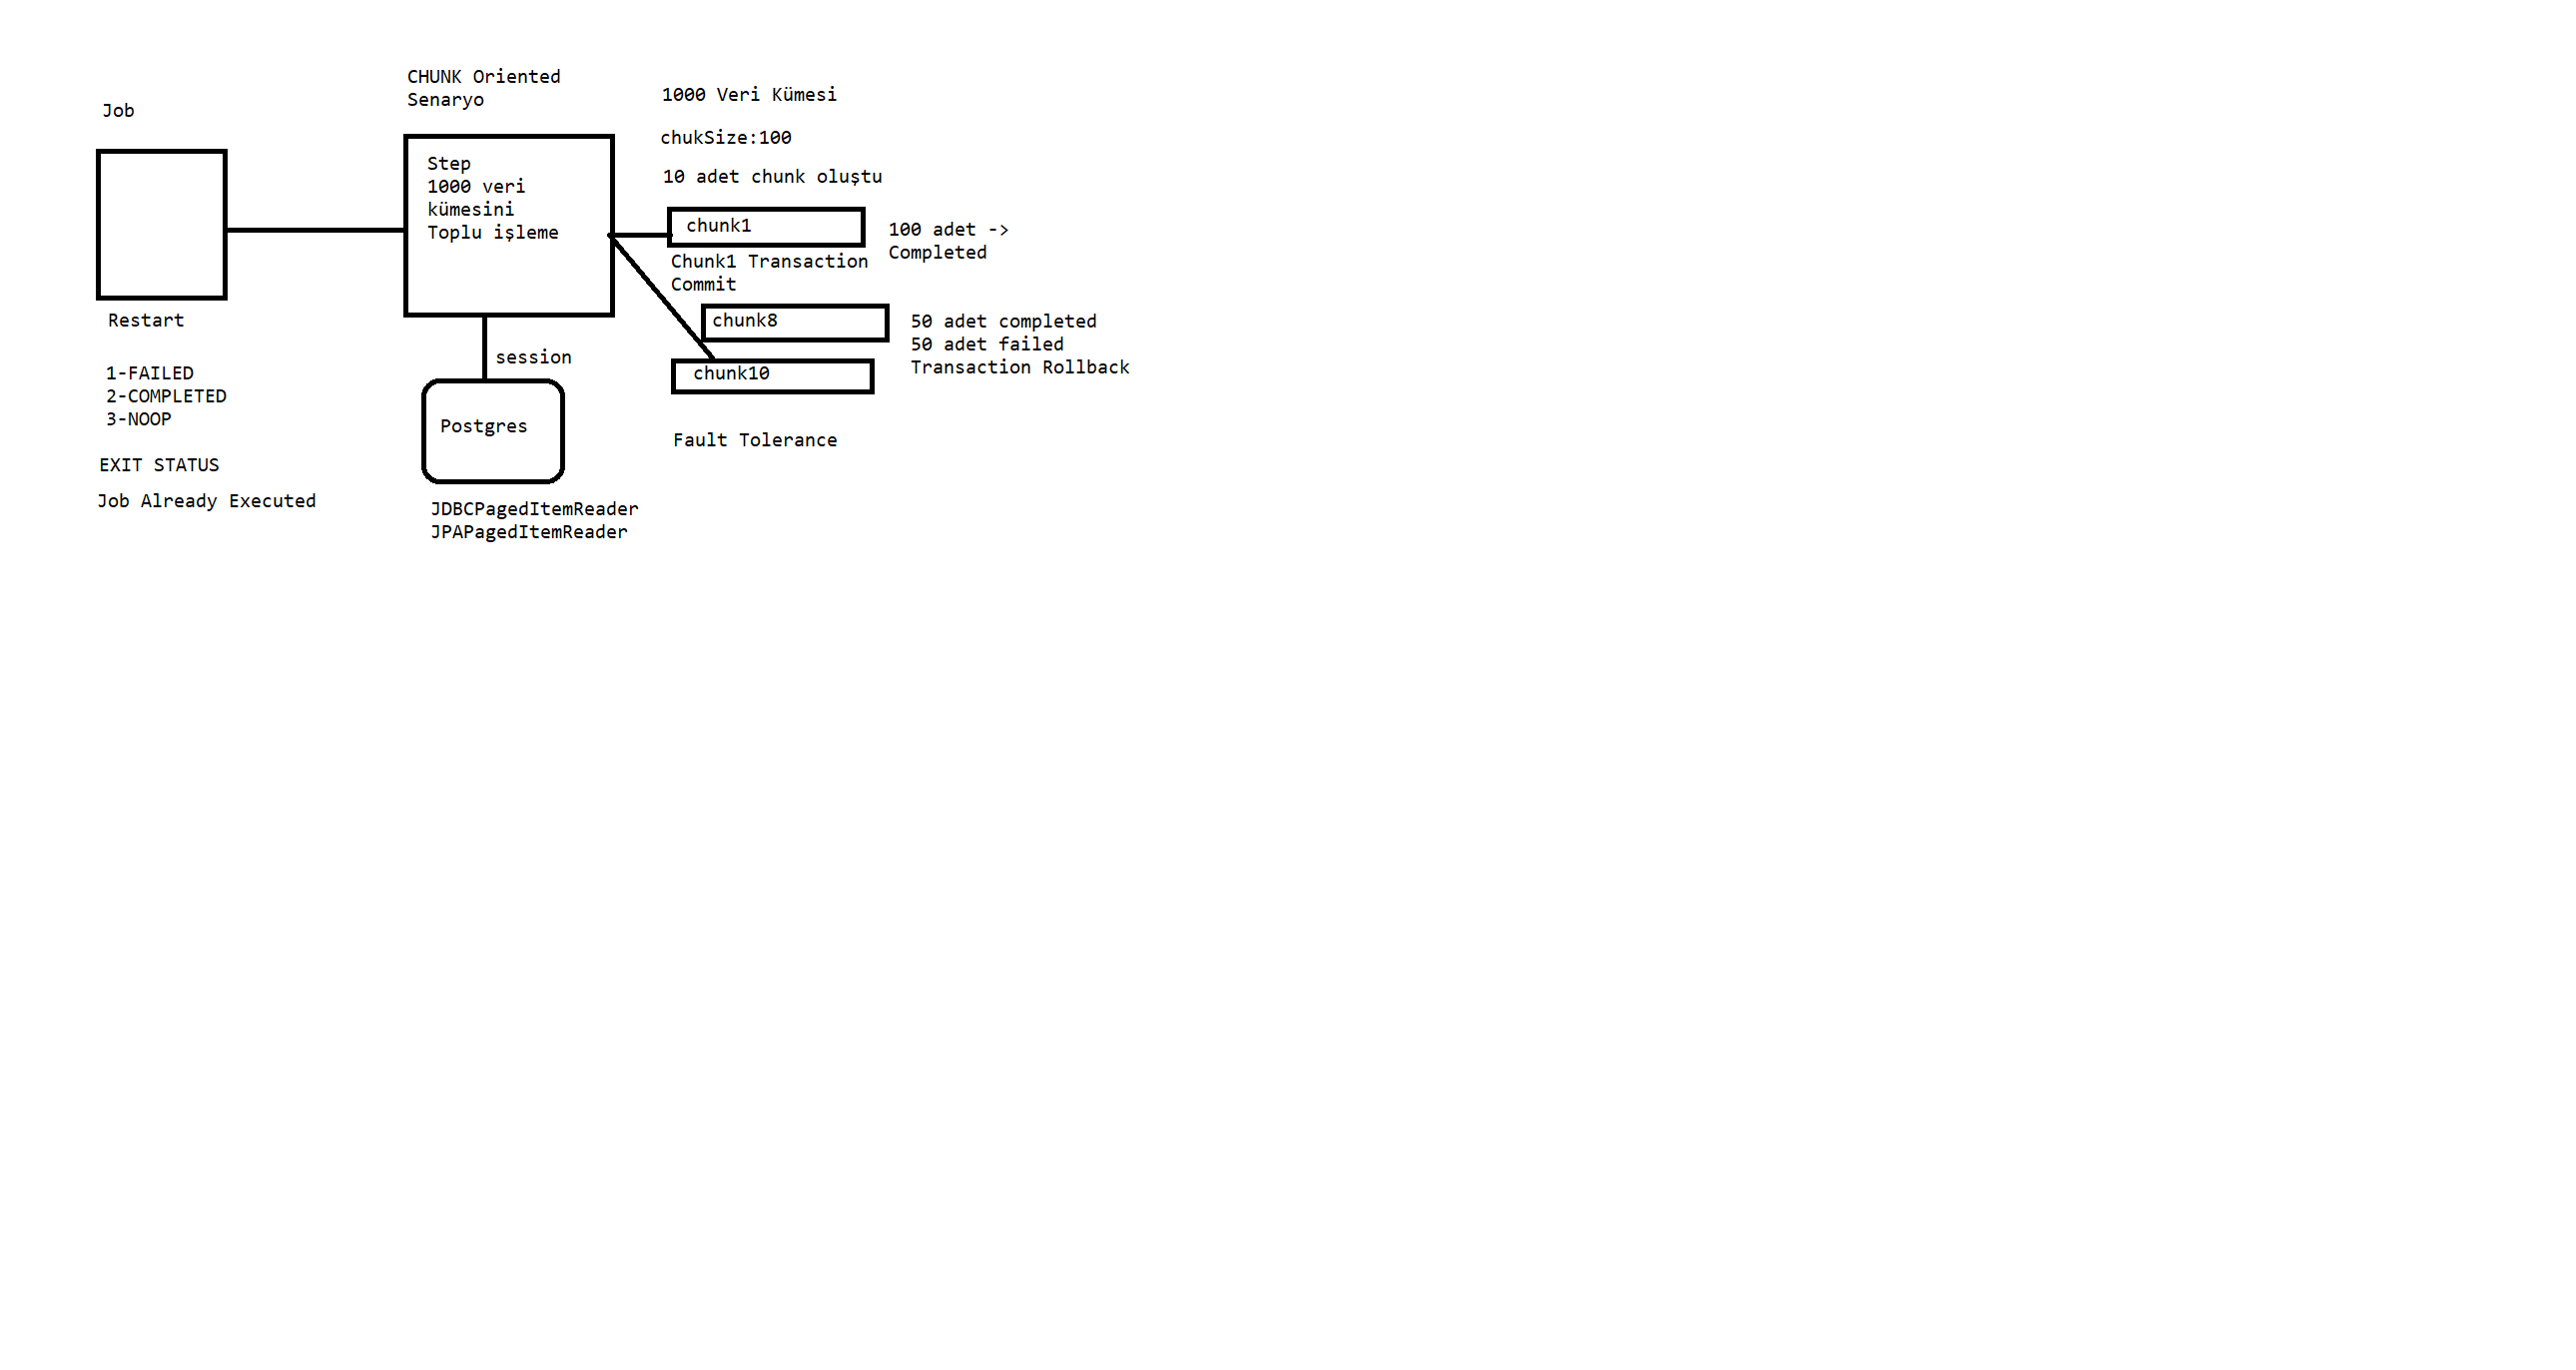 Job
Restart
1-FAILED
2-COMPLETED
3-NOOP
EXIT STATUS
Job Already Executed
CHUNK Oriented
Senaryo
Step
1000 veri
kümesini
Toplu işleme
session
Postgres
JDBCPagedItemReader
JPAPagedItemReader
1000 Veri Kümesi
chukSize:100
10 adet chunk oluştu
chunk1
100 adet ->
Completed
Chunk1 Transaction
Commit
chunk8
50 adet completed
50 adet failed
Transaction Rollback
chunk10
Fault Tolerance